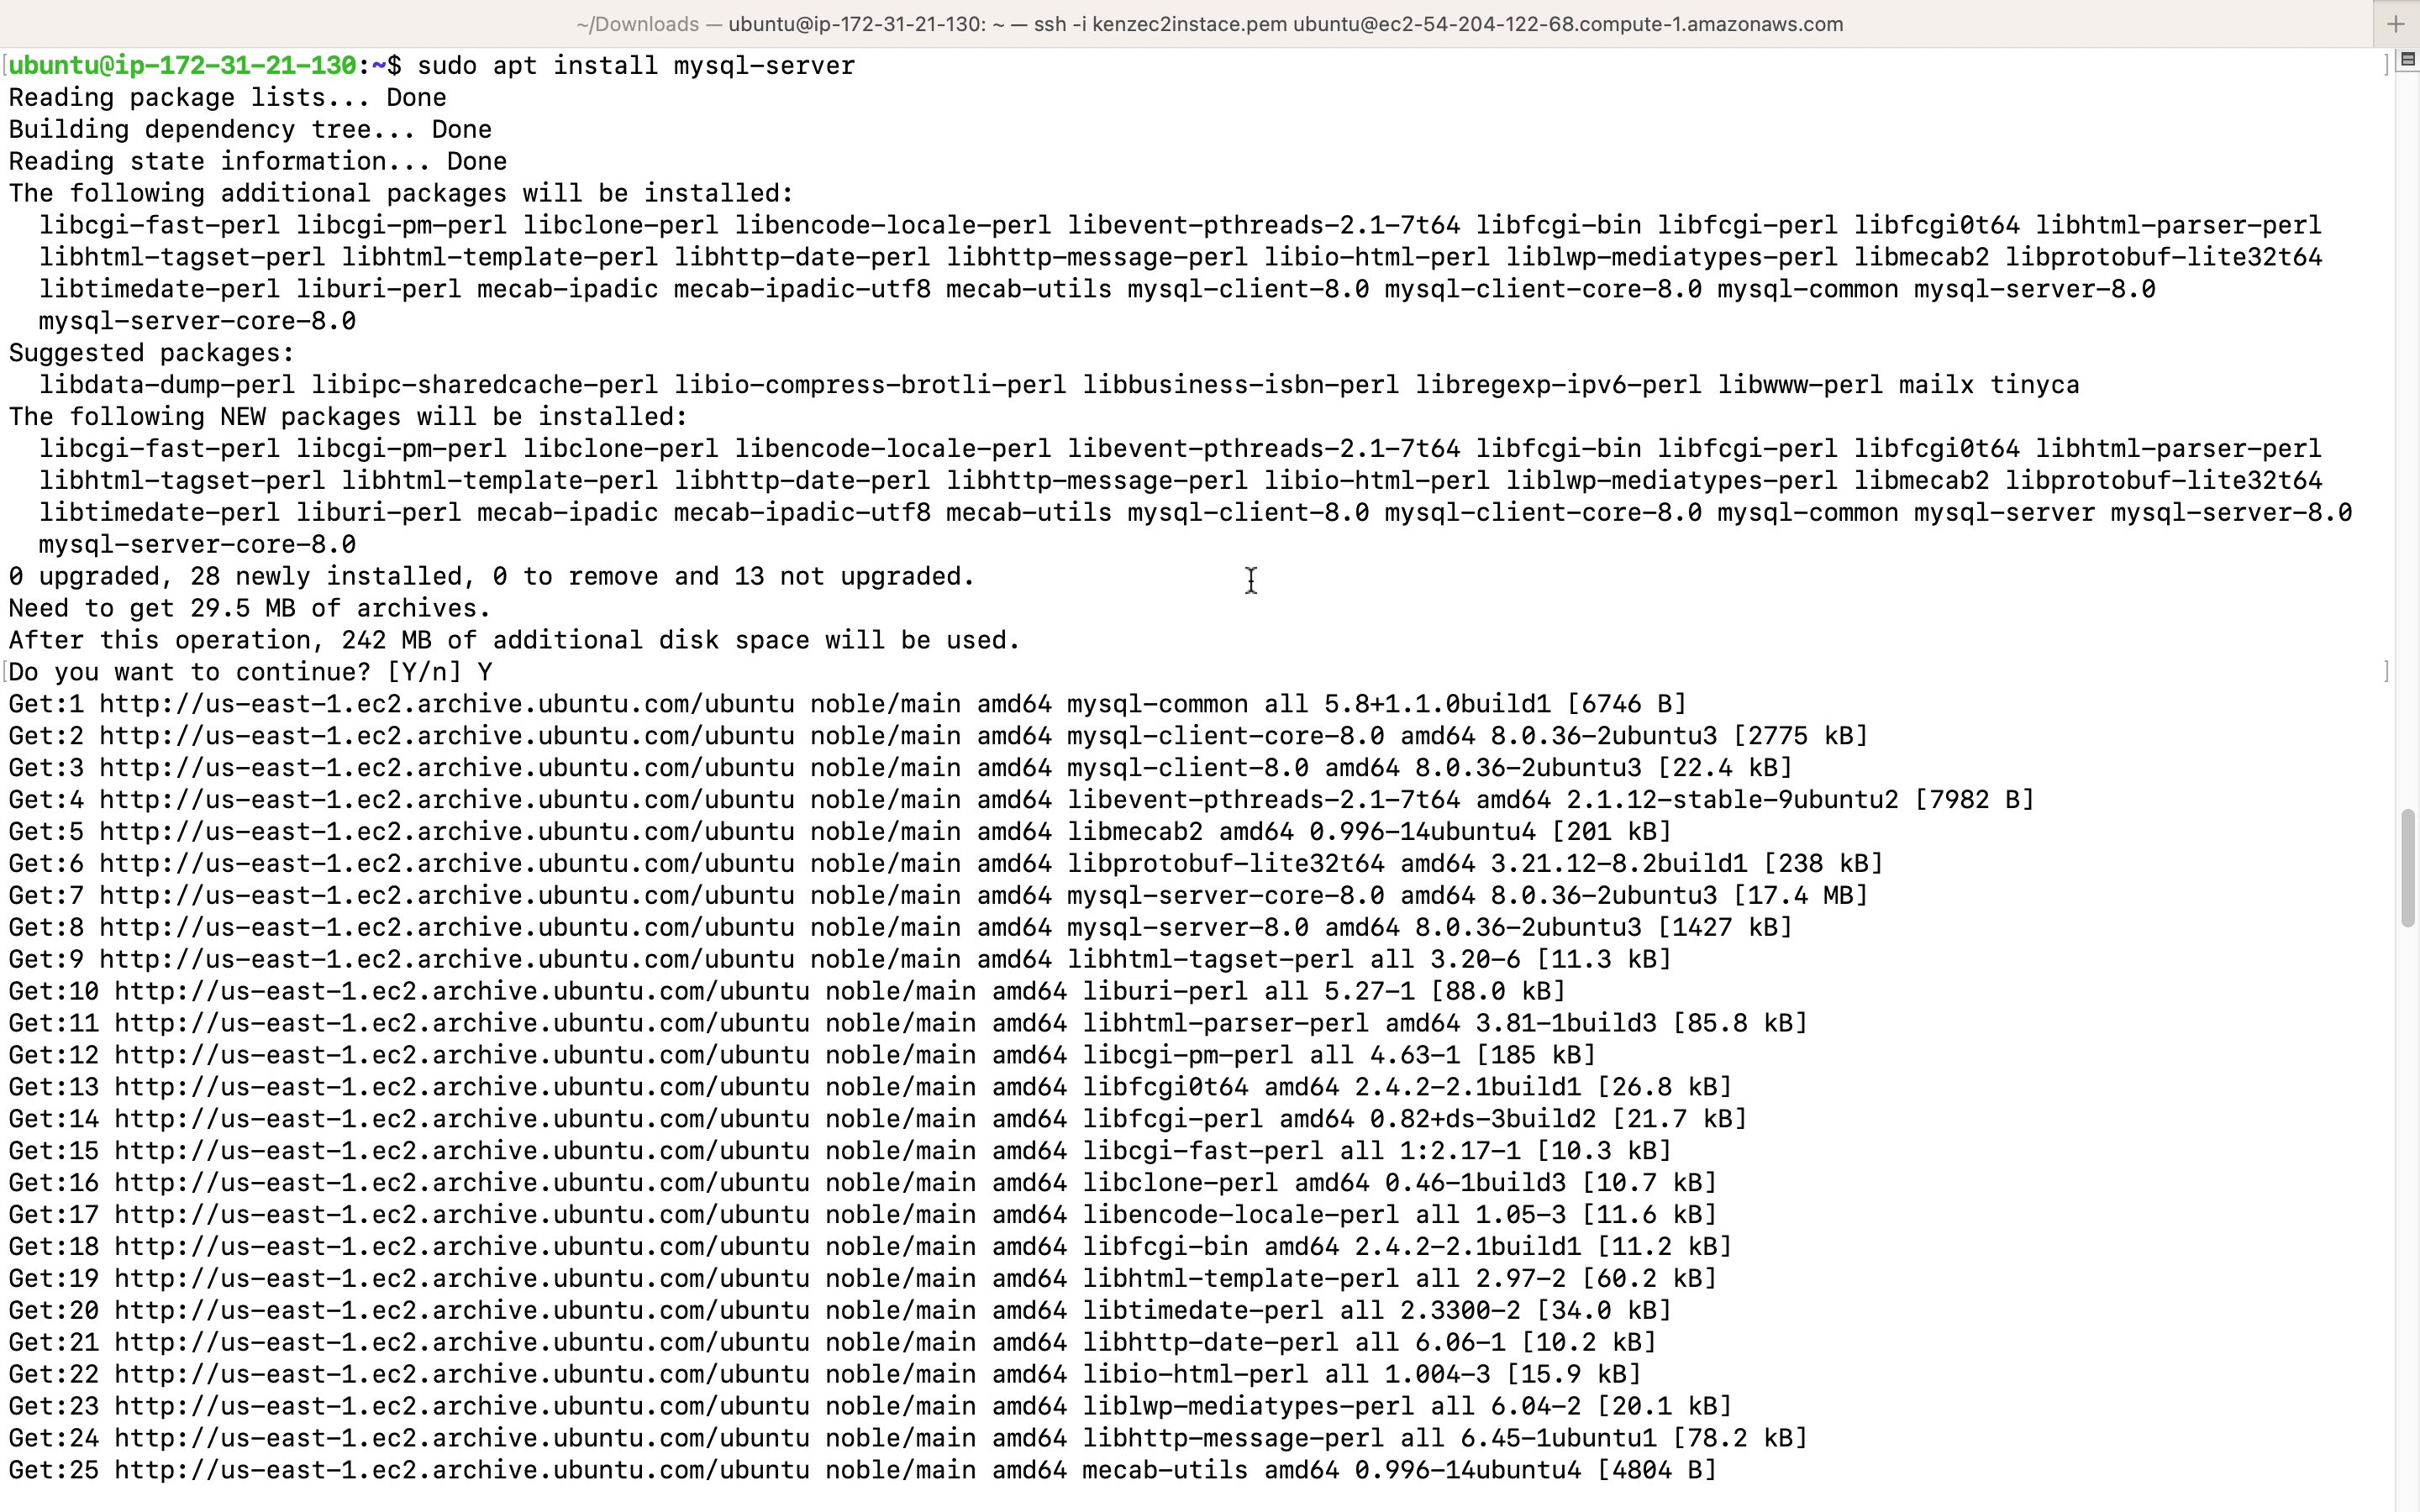 ~/Downloads — ubuntu@ip-172-31-21-130: ~ — ssh -i kenzec2instace.pem ubuntu@ec2-54-204-122-68.compute-1.amazonaws.com
ubuntu@ip-172-31-21-130:~$ sudo apt install mysql-server
Reading package lists... Done
Building dependency tree... Done
Reading state information... Done
The following additional packages will be installed:
  libcgi-fast-perl libcgi-pm-perl libclone-perl libencode-locale-perl libevent-pthreads-2.1-7t64 libfcgi-bin libfcgi-perl libfcgi0t64 libhtml-parser-perl
  libhtml-tagset-perl libhtml-template-perl libhttp-date-perl libhttp-message-perl libio-html-perl liblwp-mediatypes-perl libmecab2 libprotobuf-lite32t64
  libtimedate-perl liburi-perl mecab-ipadic mecab-ipadic-utf8 mecab-utils mysql-client-8.0 mysql-client-core-8.0 mysql-common mysql-server-8.0
  mysql-server-core-8.0
Suggested packages:
  libdata-dump-perl libipc-sharedcache-perl libio-compress-brotli-perl libbusiness-isbn-perl libregexp-ipv6-perl libwww-perl mailx tinyca
The following NEW packages will be installed:
  libcgi-fast-perl libcgi-pm-perl libclone-perl libencode-locale-perl libevent-pthreads-2.1-7t64 libfcgi-bin libfcgi-perl libfcgi0t64 libhtml-parser-perl
  libhtml-tagset-perl libhtml-template-perl libhttp-date-perl libhttp-message-perl libio-html-perl liblwp-mediatypes-perl libmecab2 libprotobuf-lite32t64
  libtimedate-perl liburi-perl mecab-ipadic mecab-ipadic-utf8 mecab-utils mysql-client-8.0 mysql-client-core-8.0 mysql-common mysql-server mysql-server-8.0
  mysql-server-core-8.0
0 upgraded, 28 newly installed, 0 to remove and 13 not upgraded.
Need to get 29.5 MB of archives.
After this operation, 242 MB of additional disk space will be used.
Do you want to continue? [Y/n] Y
Get:1 http://us-east-1.ec2.archive.ubuntu.com/ubuntu noble/main amd64 mysql-common all 5.8+1.1.0build1 [6746 B]
Get:2 http://us-east-1.ec2.archive.ubuntu.com/ubuntu noble/main amd64 mysql-client-core-8.0 amd64 8.0.36-2ubuntu3 [2775 kB]
Get:3 http://us-east-1.ec2.archive.ubuntu.com/ubuntu noble/main amd64 mysql-client-8.0 amd64 8.0.36-2ubuntu3 [22.4 kB]
Get:4 http://us-east-1.ec2.archive.ubuntu.com/ubuntu noble/main amd64 libevent-pthreads-2.1-7t64 amd64 2.1.12-stable-9ubuntu2 [7982 B]
Get:5 http://us-east-1.ec2.archive.ubuntu.com/ubuntu noble/main amd64 libmecab2 amd64 0.996-14ubuntu4 [201 kB]
Get:6 http://us-east-1.ec2.archive.ubuntu.com/ubuntu noble/main amd64 libprotobuf-lite32t64 amd64 3.21.12-8.2build1 [238 kB]
Get:7 http://us-east-1.ec2.archive.ubuntu.com/ubuntu noble/main amd64 mysql-server-core-8.0 amd64 8.0.36-2ubuntu3 [17.4 MB]
Get:8 http://us-east-1.ec2.archive.ubuntu.com/ubuntu noble/main amd64 mysql-server-8.0 amd64 8.0.36-2ubuntu3 [1427 kB]
Get:9 http://us-east-1.ec2.archive.ubuntu.com/ubuntu noble/main amd64 libhtml-tagset-perl all 3.20-6 [11.3 kB]
Get:10 http://us-east-1.ec2.archive.ubuntu.com/ubuntu noble/main amd64 liburi-perl all 5.27-1 [88.0 kB]
Get:11 http://us-east-1.ec2.archive.ubuntu.com/ubuntu noble/main amd64 libhtml-parser-perl amd64 3.81-1build3 [85.8 kB]
Get:12 http://us-east-1.ec2.archive.ubuntu.com/ubuntu noble/main amd64 libcgi-pm-perl all 4.63-1 [185 kB]
Get:13 http://us-east-1.ec2.archive.ubuntu.com/ubuntu noble/main amd64 libfcgi0t64 amd64 2.4.2-2.1build1 [26.8 kB]
Get:14 http://us-east-1.ec2.archive.ubuntu.com/ubuntu noble/main amd64 libfcgi-perl amd64 0.82+ds-3build2 [21.7 kB]
Get:15 http://us-east-1.ec2.archive.ubuntu.com/ubuntu noble/main amd64 libcgi-fast-perl all 1:2.17-1 [10.3 kB]
Get:16 http://us-east-1.ec2.archive.ubuntu.com/ubuntu noble/main amd64 libclone-perl amd64 0.46-1build3 [10.7 kB]
Get:17 http://us-east-1.ec2.archive.ubuntu.com/ubuntu noble/main amd64 libencode-locale-perl all 1.05-3 [11.6 kB]
Get:18 http://us-east-1.ec2.archive.ubuntu.com/ubuntu noble/main amd64 libfcgi-bin amd64 2.4.2-2.1build1 [11.2 kB]
Get:19 http://us-east-1.ec2.archive.ubuntu.com/ubuntu noble/main amd64 libhtml-template-perl all 2.97-2 [60.2 kB]
Get:20 http://us-east-1.ec2.archive.ubuntu.com/ubuntu noble/main amd64 libtimedate-perl all 2.3300-2 [34.0 kB]
Get:21 http://us-east-1.ec2.archive.ubuntu.com/ubuntu noble/main amd64 libhttp-date-perl all 6.06-1 [10.2 kB]
Get:22 http://us-east-1.ec2.archive.ubuntu.com/ubuntu noble/main amd64 libio-html-perl all 1.004-3 [15.9 kB]
Get:23 http://us-east-1.ec2.archive.ubuntu.com/ubuntu noble/main amd64 liblwp-mediatypes-perl all 6.04-2 [20.1 kB]
Get:24 http://us-east-1.ec2.archive.ubuntu.com/ubuntu noble/main amd64 libhttp-message-perl all 6.45-1ubuntu1 [78.2 kB]
Get:25 http://us-east-1.ec2.archive.ubuntu.com/ubuntu noble/main amd64 mecab-utils amd64 0.996-14ubuntu4 [4804 B]